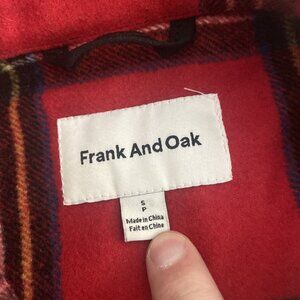 Frank And Oak
S
P
Made in China
Fait en Chine